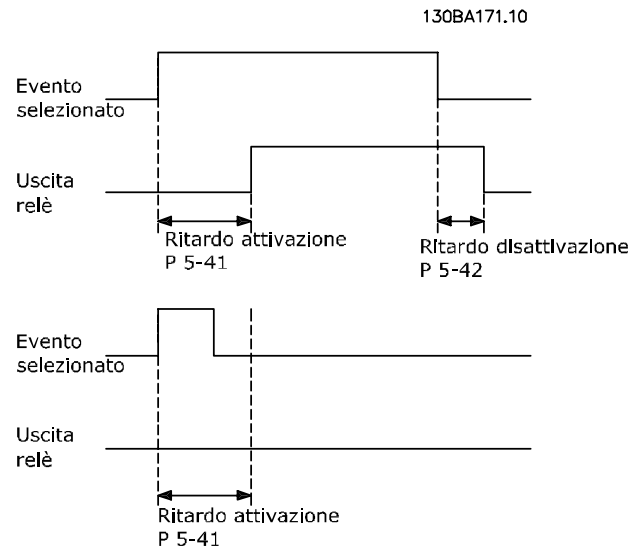 130BA171.10
Evento
selezionato
Uscita
relè
Ritardo attivazione
P 5-41
Ritardo disattivazione
P 5-42
Evento
selezionato
Uscita
relè
Ritardo attivazione
P 5-41